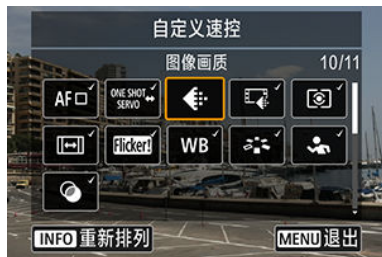 自定义速控
图像画质 10/11
AF
ONE SHOT
SERVO
Flicker!
WB
INFO 重新排列
MENU 退出